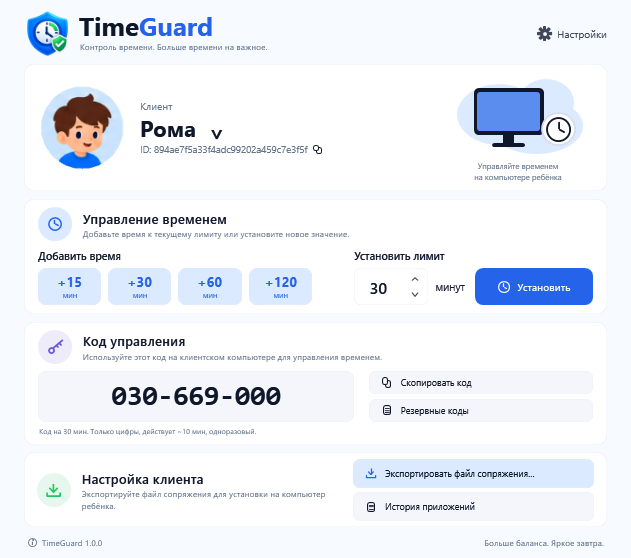 TimeGuard
Контроль времени. Больше времени на важное.
Настройки
Клиент
Рома
ID: 894ae7f5a33f4adc99202a459c7e3f5f
Управляйте временем
на компьютере ребёнка
Управление временем
Добавьте время к текущему лимиту или установите новое значение.
Добавить время
Установить лимит
+15
мин
+30
мин
+60
мин
+120
мин
30
минут
Установить
Код управления
Используйте этот код на клиентском компьютере для управления временем.
030-669-000
Скопировать код
Резервные коды
Код на 30 мин. Только цифры, действует ~10 мин, одноразовый.
Настройка клиента
Экспортируйте файл сопряжения для установки на компьютер
ребёнка.
Экспортировать файл сопряжения...
История приложений
TimeGuard 1.0.0
Больше баланса. Яркое завтра.